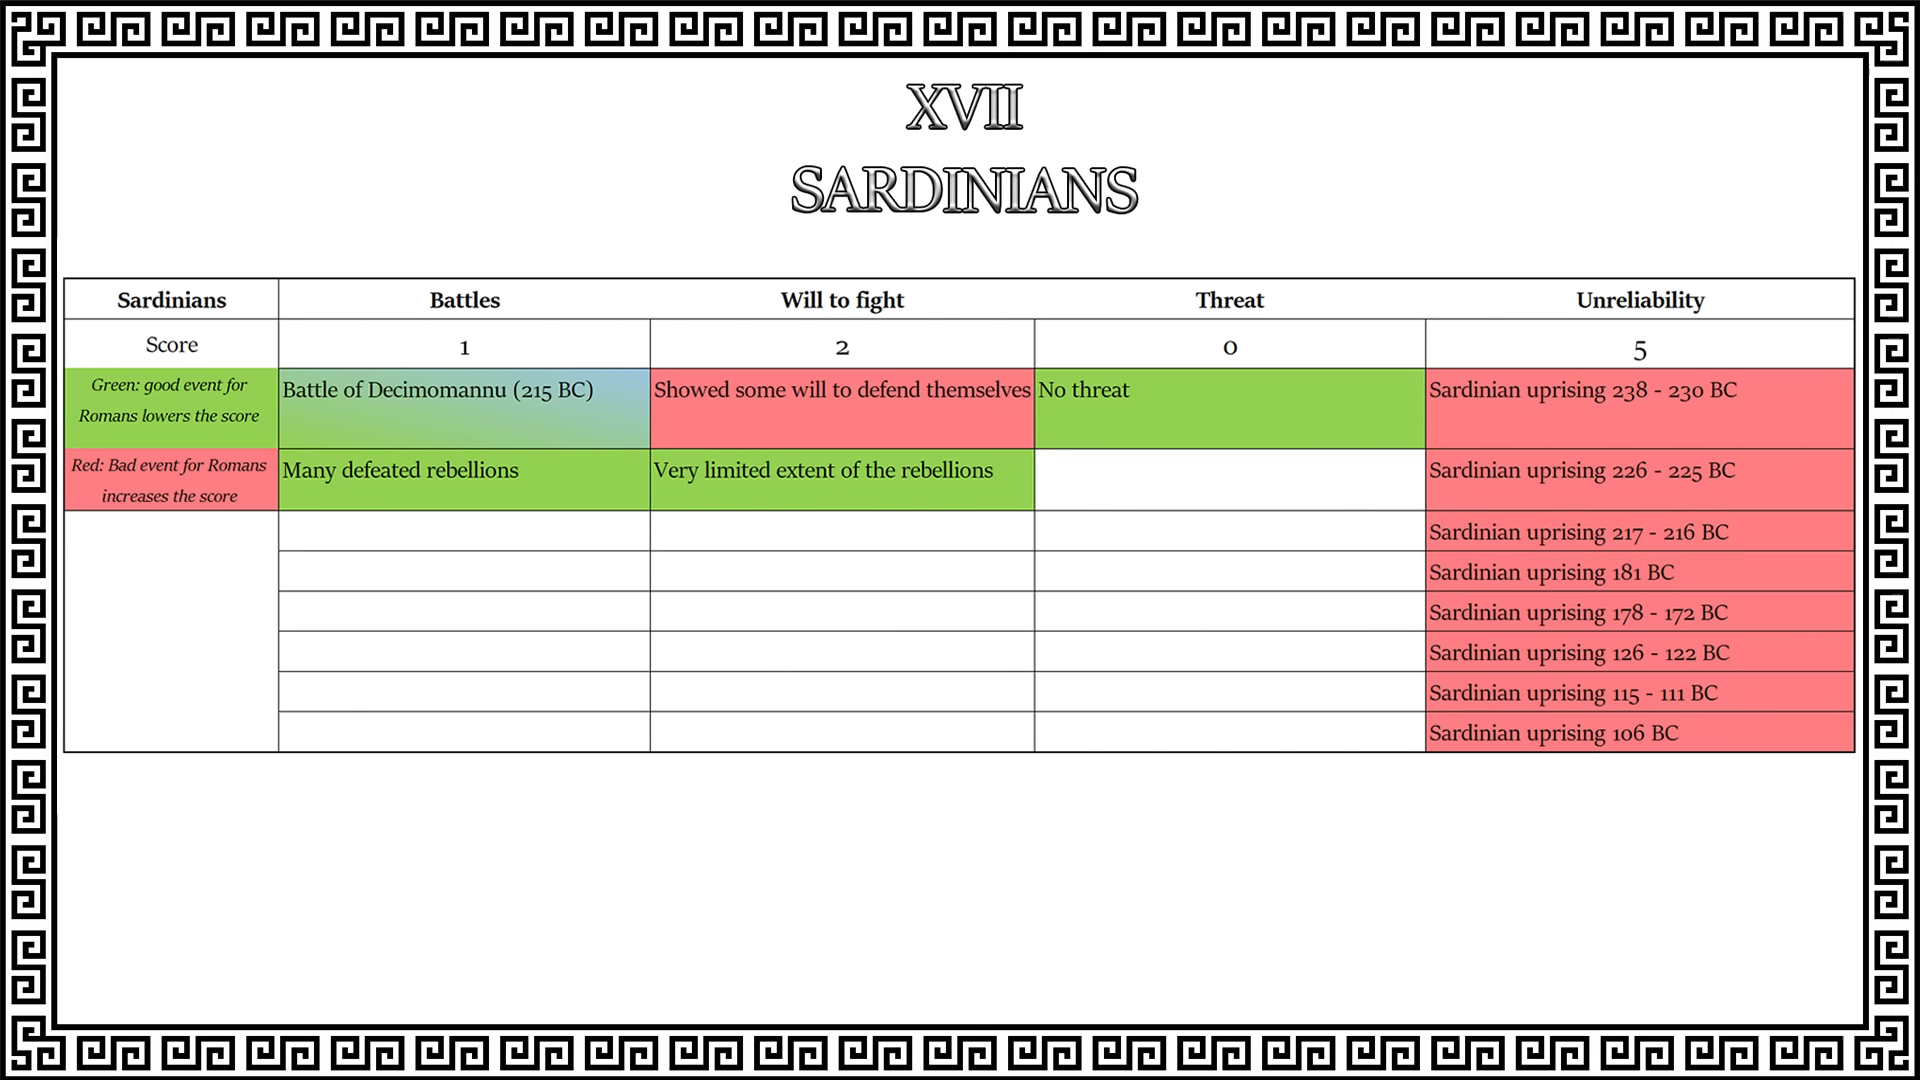 XVII
SARDINIANS
Sardinians Battles Will to fight Threat Unreliability
Score 1 2 0 5
Green: good event for
Romans lowers the score
Battle of Decimomannu (215 BC) Showed some will to defend themselves No threat Sardinian uprising 238 - 230 BC
Red: Bad event for Romans
increases the score
Many defeated rebellions Very limited extent of the rebellions Sardinian uprising 226 - 225 BC
Sardinian uprising 217 - 216 BC
Sardinian uprising 181 BC
Sardinian uprising 178 - 172 BC
Sardinian uprising 126 - 122 BC
Sardinian uprising 115 - 111 BC
Sardinian uprising 106 BC